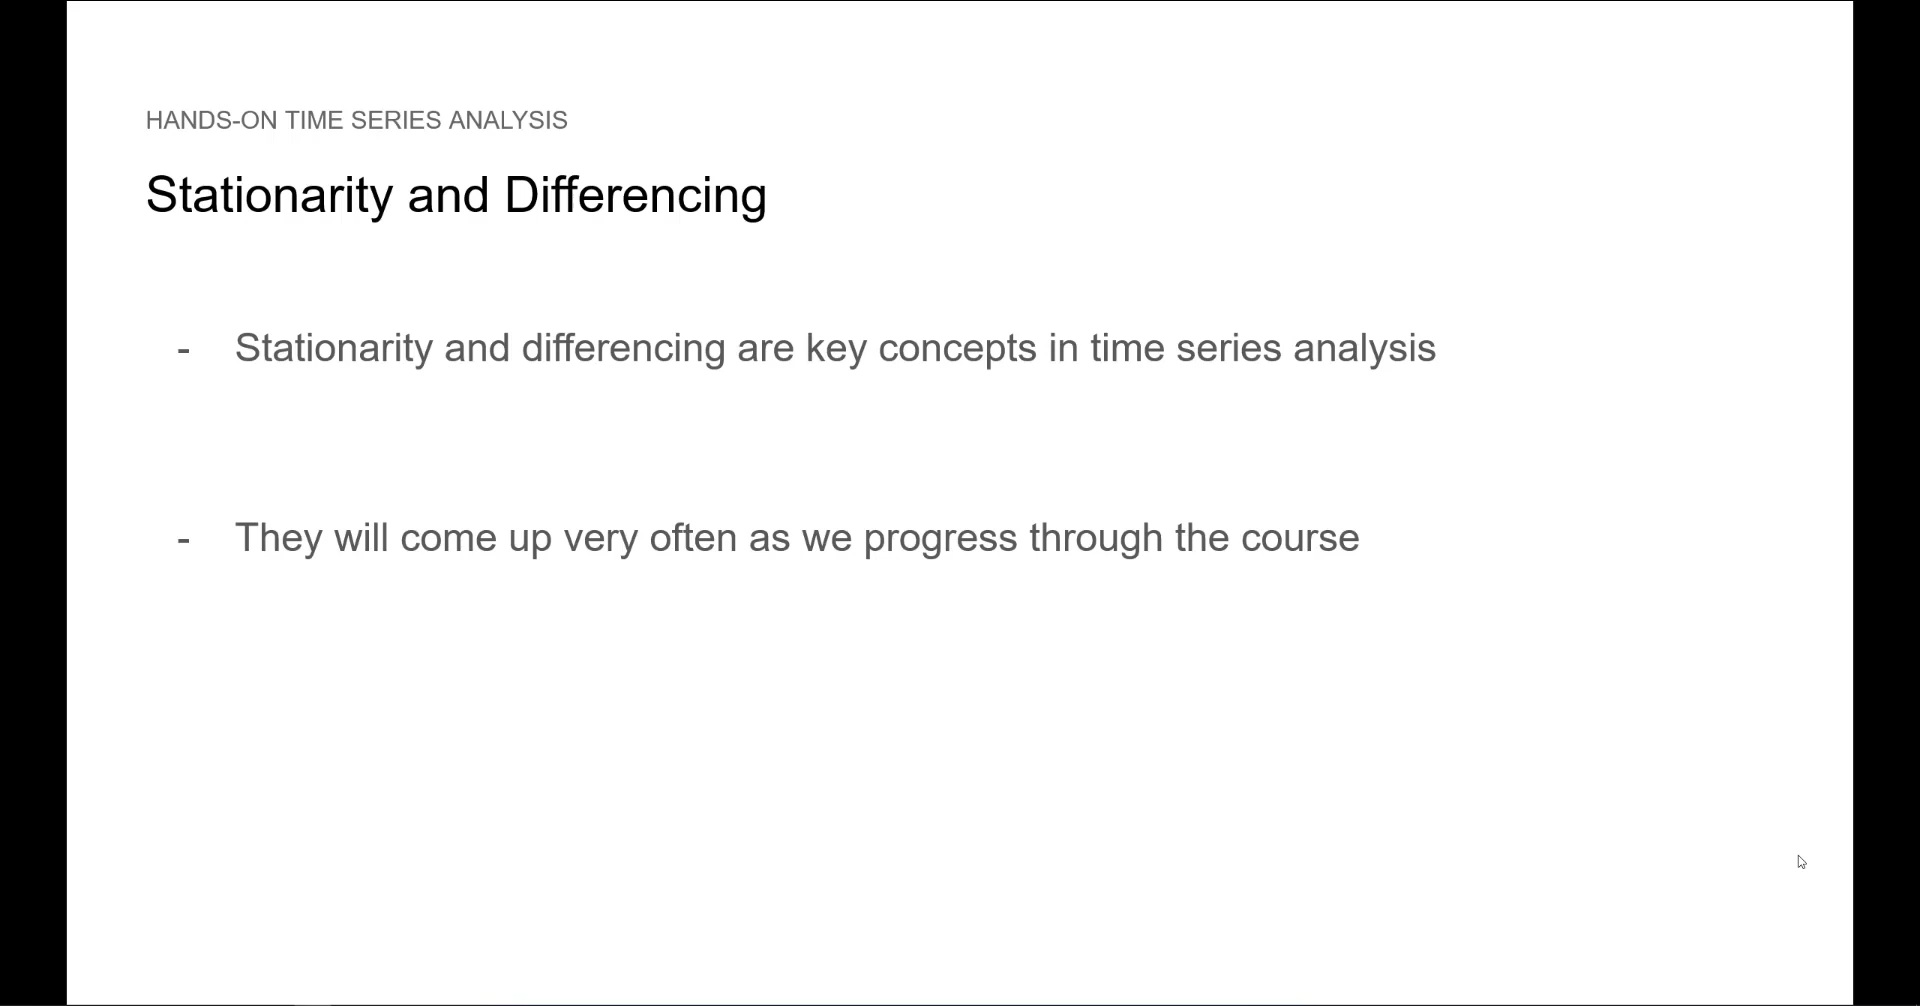 HANDS-ON TIME SERIES ANALYSIS
Stationarity and Differencing
- Stationarity and differencing are key concepts in time series analysis
- They will come up very often as we progress through the course